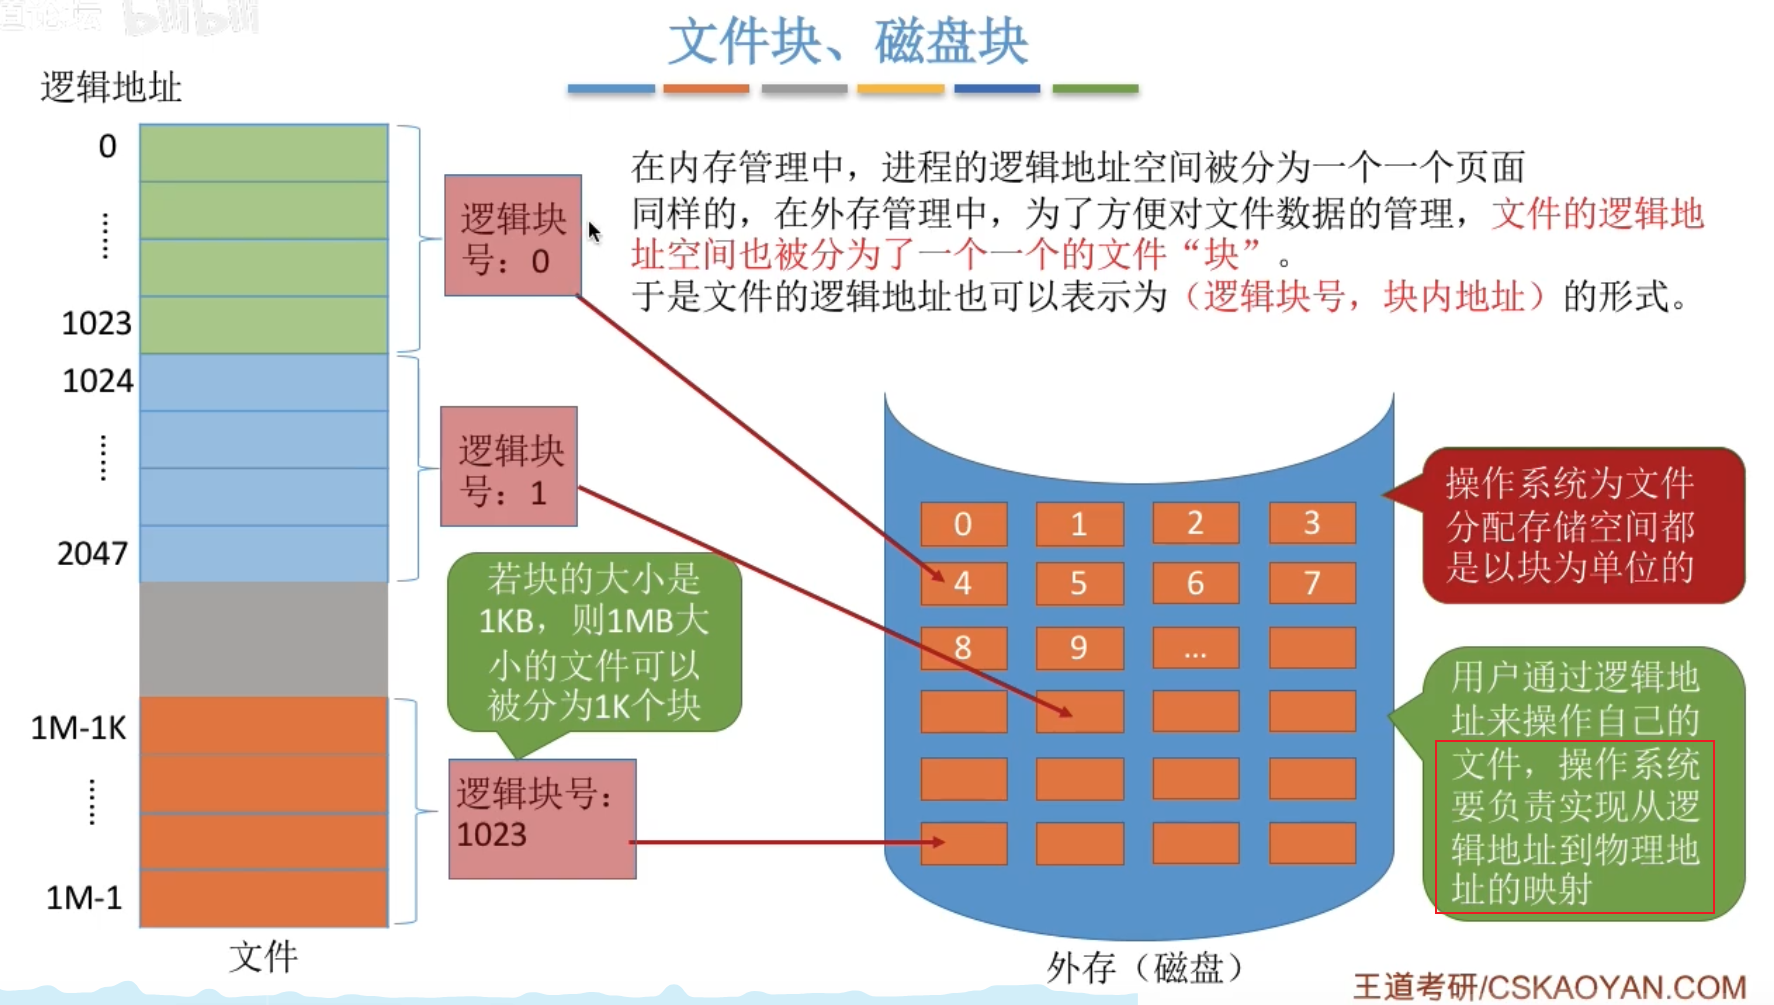 文件块、磁盘块
逻辑地址
0
1023
1024
2047
1M-1K
1M-1
文件
逻辑块
号：0
逻辑块
号：1
若块的大小是
1KB，则1MB大
小的文件可以
被分为1K个块
逻辑块号：
1023
在内存管理中，进程的逻辑地址空间被分为一个一个页面
同样的，在外存管理中，为了方便对文件数据的管理，文件的逻辑地
址空间也被分为了一个一个的文件“块”。
于是文件的逻辑地址也可以表示为（逻辑块号，块内地址）的形式。
0 1 2 3
4 5 6 7
8 9 ...
外存（磁盘）
操作系统为文件
分配存储空间都
是以块为单位的
用户通过逻辑地
址来操作自己的
文件，操作系统
要负责实现从逻
辑地址到物理地
址的映射
王道考研/CSKAOYAN.COM
bilibili